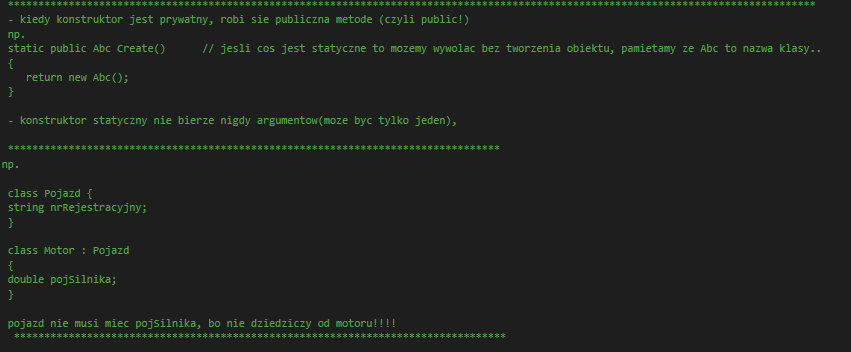 ***************************************************************************************************************************************
- kiedy konstruktor jest prywatny, robi sie publiczna metode (czyli public!)
np.
static public Abc Create()      // jesli cos jest statyczne to mozemy wywolac bez tworzenia obiektu, pamietamy ze Abc to nazwa klasy..
{
   return new Abc();
}
- konstruktor statyczny nie bierze nigdy argumentow(moze byc tylko jeden),
**********************************************************************************
np.
class Pojazd {
string nrRejestracyjny;
}
class Motor : Pojazd
{
double pojSilnika;
}
pojazd nie musi miec pojSilnika, bo nie dziedziczy od motoru!!!!
**********************************************************************************